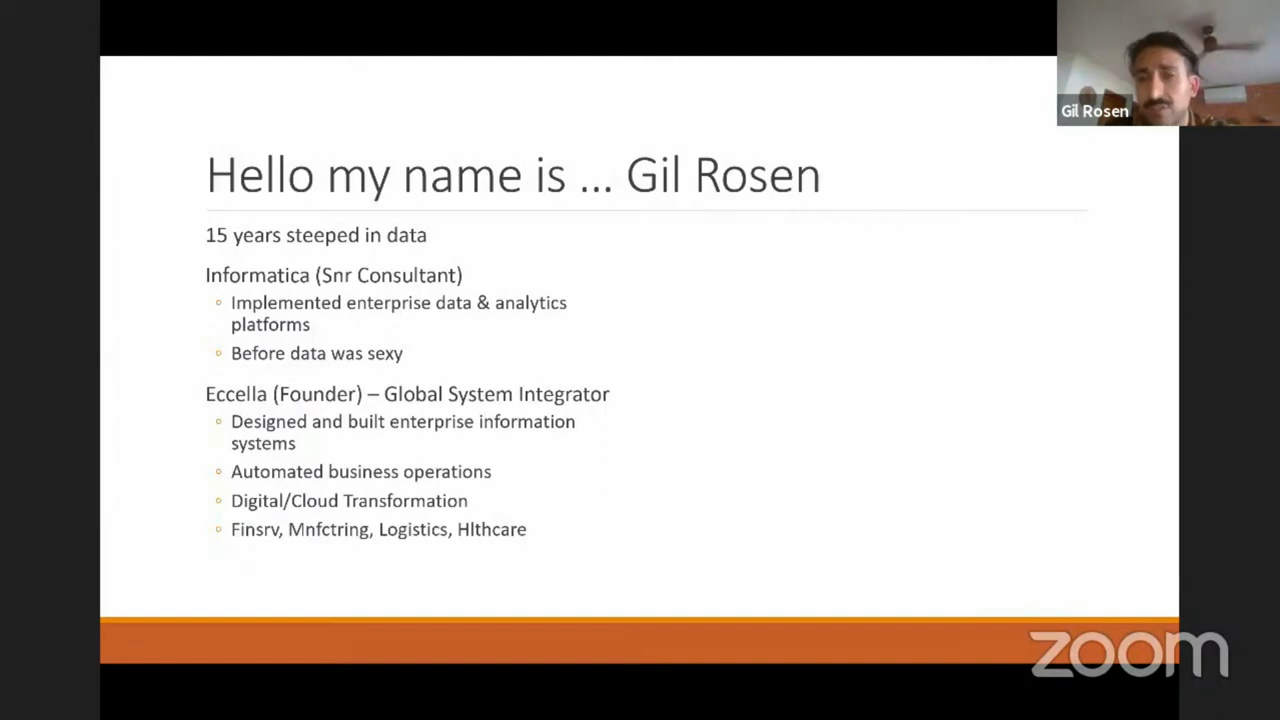 Gil Rosen
Hello my name is ... Gil Rosen
15 years steeped in data
Informatica (Snr Consultant)
Implemented enterprise data & analytics
platforms
Before data was sexy
Eccella (Founder) – Global System Integrator
Designed and built enterprise information
systems
Automated business operations
Digital/Cloud Transformation
Finsrv, Mnfctring, Logistics, Hlthcare
zoom